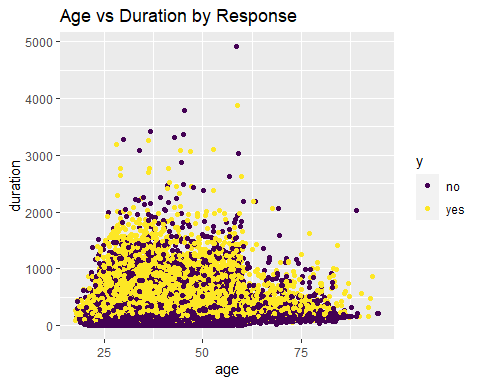 Age vs Duration by Response
5000
4000
3000
2000
1000
0
duration
25
50
75
age
y
no
yes